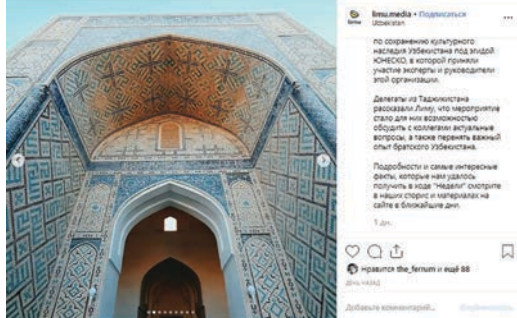 limu.media • Подписаться
Uzbekistan
по сохранению культурного
наследия Узбекистана под эгидой
ЮНЕСКО, в которой приняли
участие эксперты и руководители
этой организации.
Делегаты из Таджикистана
рассказали Лиму, что мероприятие
стало для них возможностью
обсудить с коллегами актуальные
вопросы, а также перенять важный
опыт братского Узбекистана.
Подробности и самые интересные
факты, которые нам удалось
получить в ходе "Недели" смотрите
в наших сторис и материалах на
сайте в ближайшие дни.
1 дн.
Нравится the_fernum и ещё 88
ДЕНЬ НАЗАД
Добавьте комментарий... Опубликовать